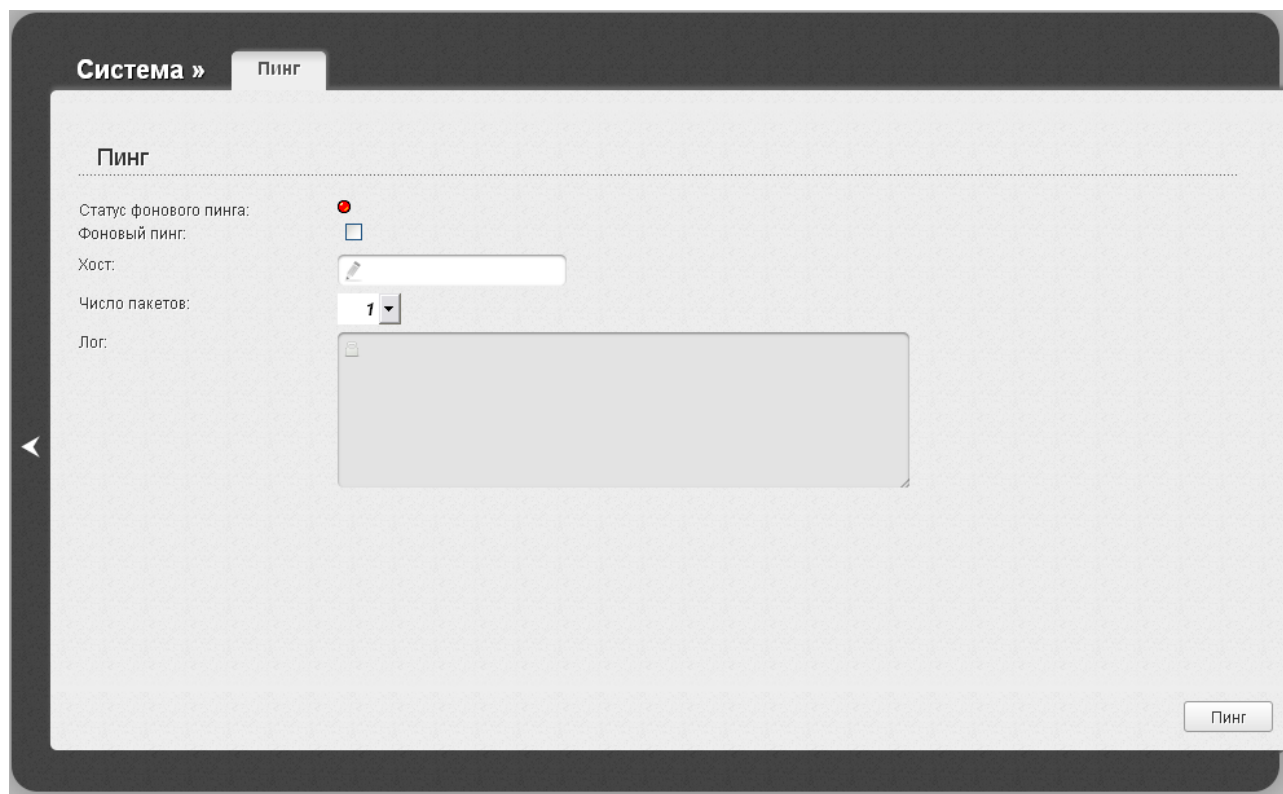 Система »
Пинг
Пинг
Статус фонового пинга:
Фоновый пинг:
Хост:
Число пакетов:
1
Лог:
Пинг